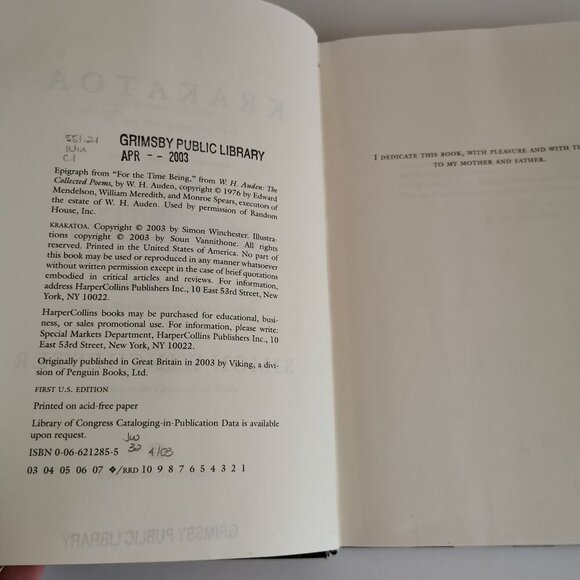 KRAKATOA
551.21
Win
C.1
GRIMSBY PUBLIC LIBRARY
APR -- 2003
Epigraph from "For the Time Being," from W. H. Auden: The
Collected Poems, by W. H. Auden, copyright © 1976 by Edward
Mendelson, William Meredith, and Monroe Spears, executors of
the estate of W. H. Auden. Used by permission of Random
House, Inc.
KRAKATOA. Copyright © 2003 by Simon Winchester. Illustra-
tions copyright © 2003 by Soun Vannithone. All rights
reserved. Printed in the United States of America. No part of
this book may be used or reproduced in any manner whatsoever
without written permission except in the case of brief quotations
embodied in critical articles and reviews. For information,
address HarperCollins Publishers Inc., 10 East 53rd Street, New
York, NY 10022.
HarperCollins books may be purchased for educational, busi-
ness, or sales promotional use. For information, please write:
Special Markets Department, HarperCollins Publishers Inc., 10
East 53rd Street, New York, NY 10022.
Originally published in Great Britain in 2003 by Viking, a divi-
sion of Penguin Books, Ltd.
FIRST U.S. EDITION
Printed on acid-free paper
Library of Congress Cataloging-in-Publication Data is available
upon request.
JW
ISBN 0-06-621285-5 30 4/03
03 04 05 06 07 ❖/RRD 10 9 8 7 6 5 4 3 2 1
GRIMSBY PUBLIC LIBRARY
I DEDICATE THIS BOOK, WITH PLEASURE AND WITH
TO MY MOTHER AND FATHER.